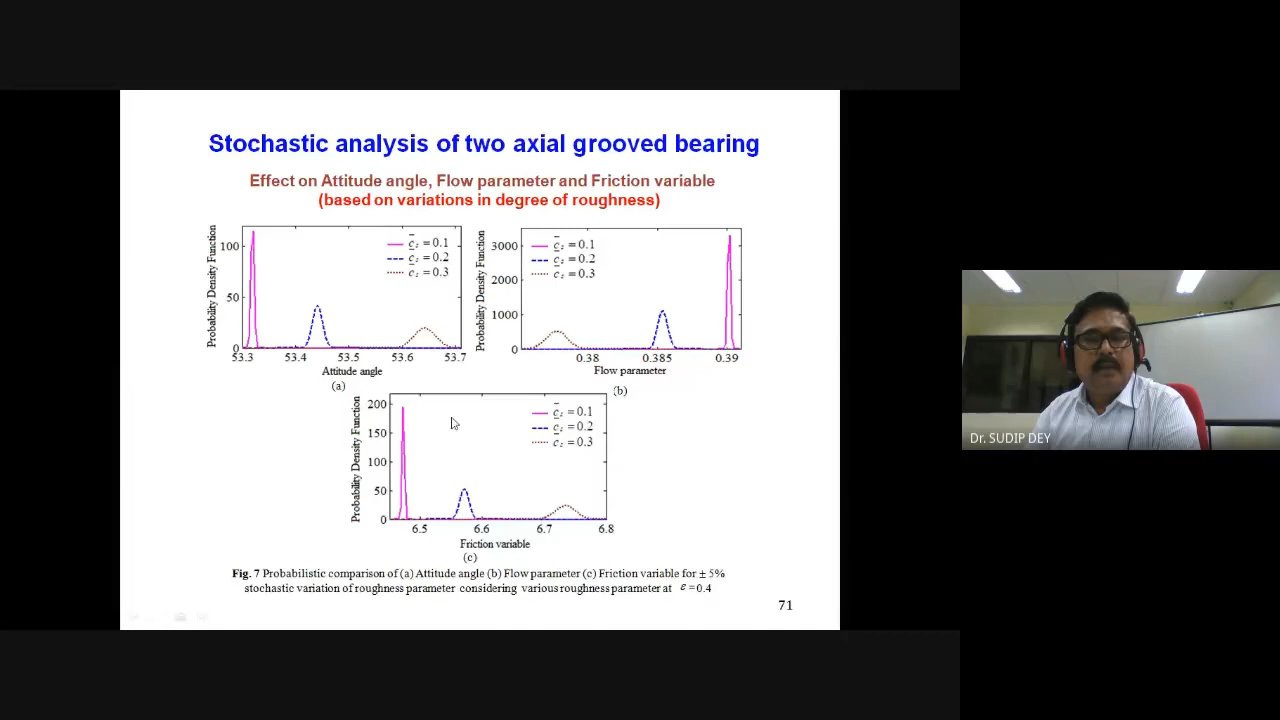 Stochastic analysis of two axial grooved bearing
Effect on Attitude angle, Flow parameter and Friction variable
(based on variations in degree of roughness)
Probability Density Function
100
50
0
c̄ₛ = 0.1
c̄ₛ = 0.2
c̄ₛ = 0.3
53.3 53.4 53.5 53.6 53.7
Attitude angle
(a)
Probability Density Function
3000
2000
1000
0
c̄ₛ = 0.1
c̄ₛ = 0.2
c̄ₛ = 0.3
0.38 0.385 0.39
Flow parameter
(b)
Probability Density Function
200
150
100
50
0
c̄ₛ = 0.1
c̄ₛ = 0.2
c̄ₛ = 0.3
6.5 6.6 6.7 6.8
Friction variable
(c)
Fig. 7 Probabilistic comparison of (a) Attitude angle (b) Flow parameter (c) Friction variable for ± 5%
stochastic variation of roughness parameter considering various roughness parameter at ε = 0.4
71
Dr. SUDIP DEY